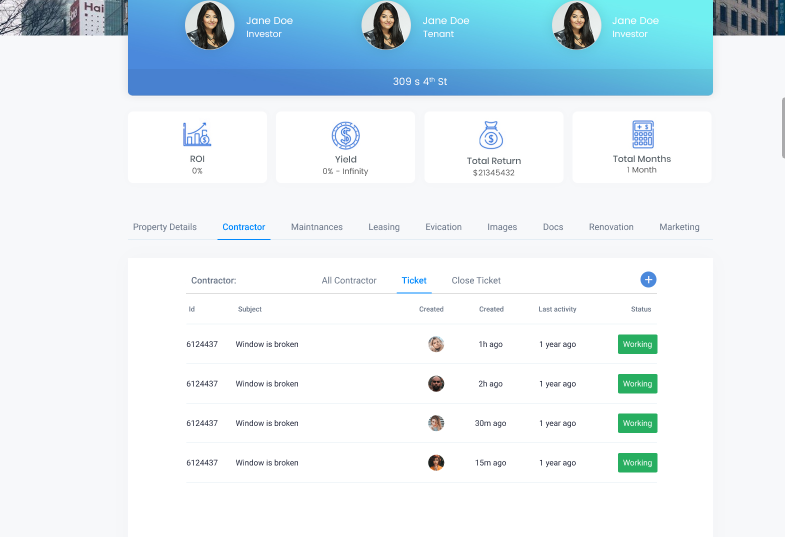 Hai
Jane Doe
Investor
Jane Doe
Tenant
Jane Doe
Investor
309 s 4th St
ROI
0%
Yield
0% - Infinity
Total Return
$21345432
Total Months
1 Month
Property Details Contractor Maintnances Leasing Evication Images Docs Renovation Marketing
Contractor: All Contractor Ticket Close Ticket
Id Subject Created Created Last activity Status
6124437 Window is broken 1h ago 1 year ago Working
6124437 Window is broken 2h ago 1 year ago Working
6124437 Window is broken 30m ago 1 year ago Working
6124437 Window is broken 15m ago 1 year ago Working